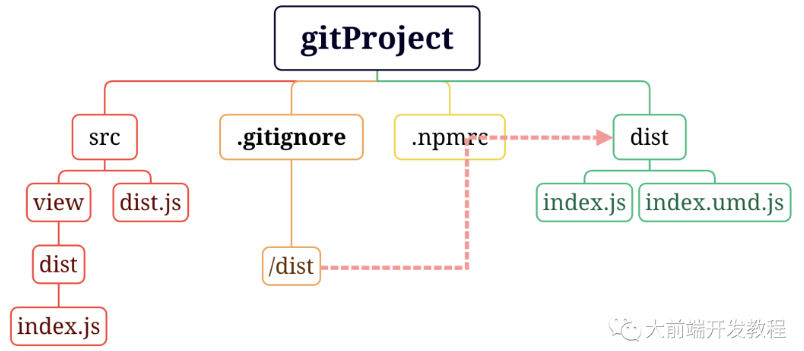 gitProject
src
.gitignore
.npmrc
dist
view
dist.js
index.js
index.umd.js
dist
/dist
index.js
大前端开发教程